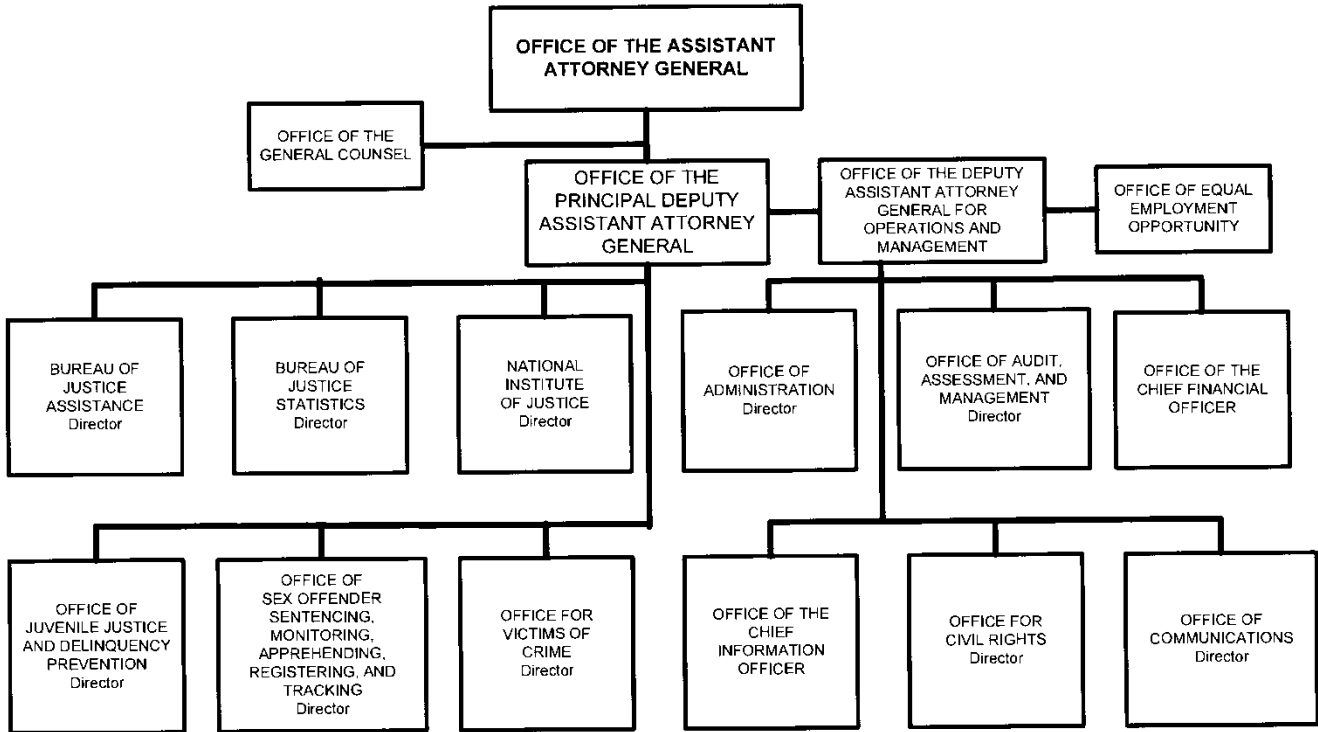 OFFICE OF THE ASSISTANT
ATTORNEY GENERAL
OFFICE OF THE
GENERAL COUNSEL
OFFICE OF THE
PRINCIPAL DEPUTY
ASSISTANT ATTORNEY
GENERAL
OFFICE OF THE DEPUTY
ASSISTANT ATTORNEY
GENERAL FOR
OPERATIONS AND
MANAGEMENT
OFFICE OF EQUAL
EMPLOYMENT
OPPORTUNITY
BUREAU OF
JUSTICE
ASSISTANCE
Director
BUREAU OF
JUSTICE
STATISTICS
Director
NATIONAL
INSTITUTE
OF JUSTICE
Director
OFFICE OF
ADMINISTRATION
Director
OFFICE OF AUDIT,
ASSESSMENT, AND
MANAGEMENT
Director
OFFICE OF THE
CHIEF FINANCIAL
OFFICER
OFFICE OF
JUVENILE JUSTICE
AND DELINQUENCY
PREVENTION
Director
OFFICE OF
SEX OFFENDER
SENTENCING,
MONITORING,
APPREHENDING,
REGISTERING, AND
TRACKING
Director
OFFICE FOR
VICTIMS OF
CRIME
Director
OFFICE OF THE
CHIEF
INFORMATION
OFFICER
OFFICE FOR
CIVIL RIGHTS
Director
OFFICE OF
COMMUNICATIONS
Director